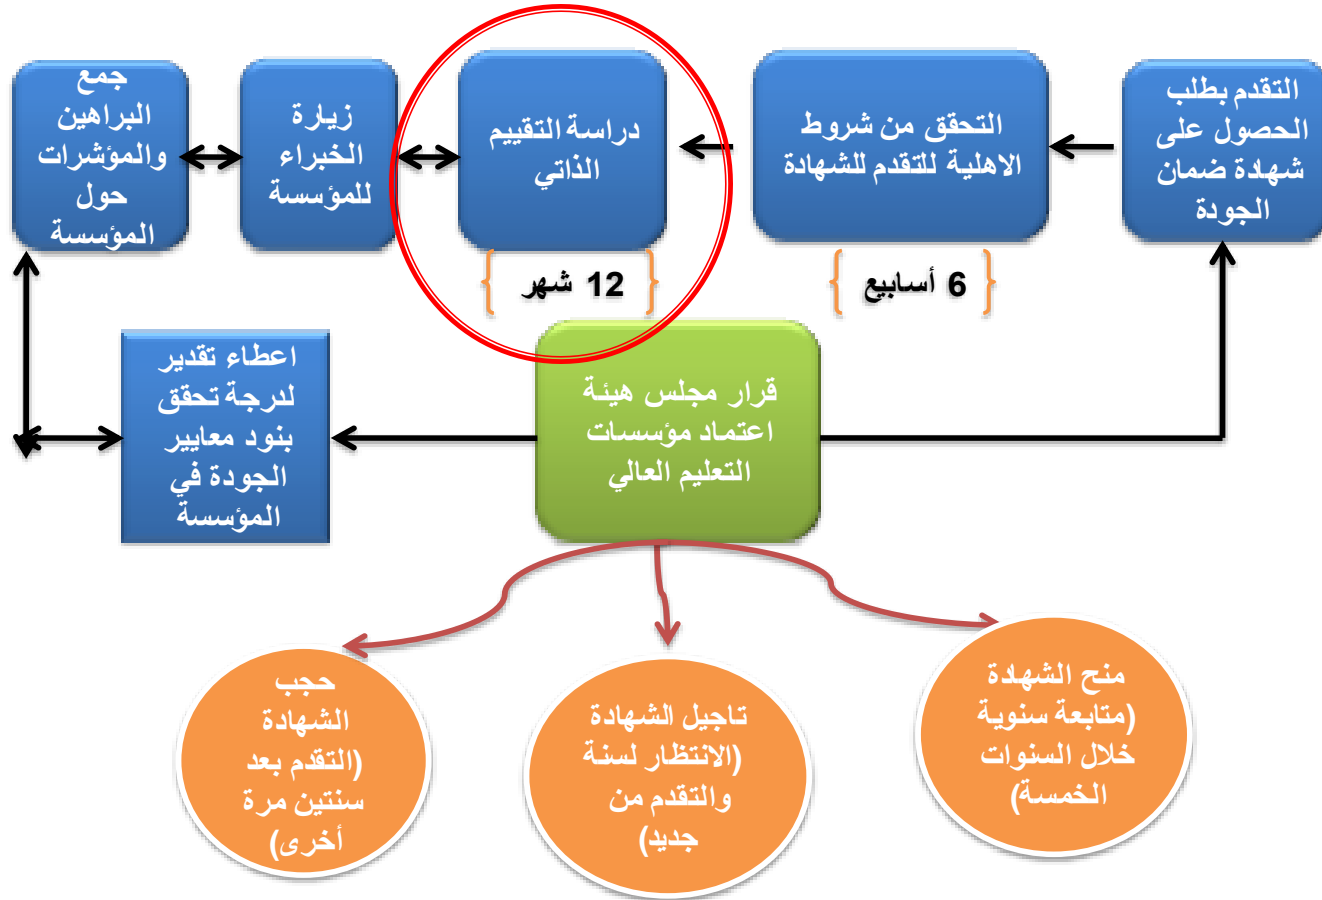 التقدم بطلب
الحصول على
شهادة ضمان
الجودة
التحقق من شروط
الاهلية للتقدم للشهادة
6 أسابيع
دراسة التقييم
الذاتي
12 شهر
زيارة
الخبراء
للمؤسسة
جمع
البراهين
والمؤشرات
حول
المؤسسة
اعطاء تقدير
لدرجة تحقق
بنود معايير
الجودة في
المؤسسة
قرار مجلس هيئة
اعتماد مؤسسات
التعليم العالي
منح الشهادة
(متابعة سنوية
خلال السنوات
الخمسة)
تاجيل الشهادة
(الانتظار لسنة
والتقدم من
جديد)
حجب
الشهادة
(التقدم بعد
سنتين مرة
أخرى)